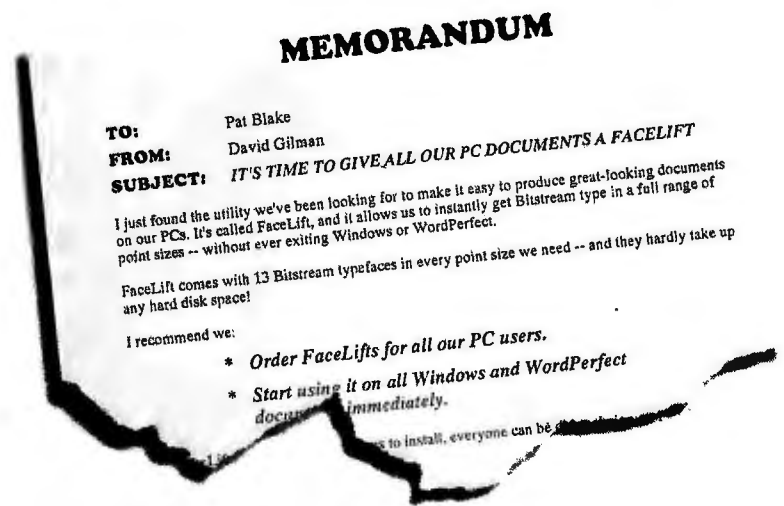 MEMORANDUM
TO: Pat Blake
FROM: David Gilman
SUBJECT: IT'S TIME TO GIVE ALL OUR PC DOCUMENTS A FACELIFT
I just found the utility we've been looking for to make it easy to produce great-looking documents
on our PCs. It's called FaceLift, and it allows us to instantly get Bitstream type in a full range of
point sizes -- without ever exiting Windows or WordPerfect.
FaceLift comes with 13 Bitstream typefaces in every point size we need -- and they hardly take up
any hard disk space!
I recommend we:
* Order FaceLifts for all our PC users.
* Start using it on all Windows and WordPerfect
immediately.
to install, everyone can be